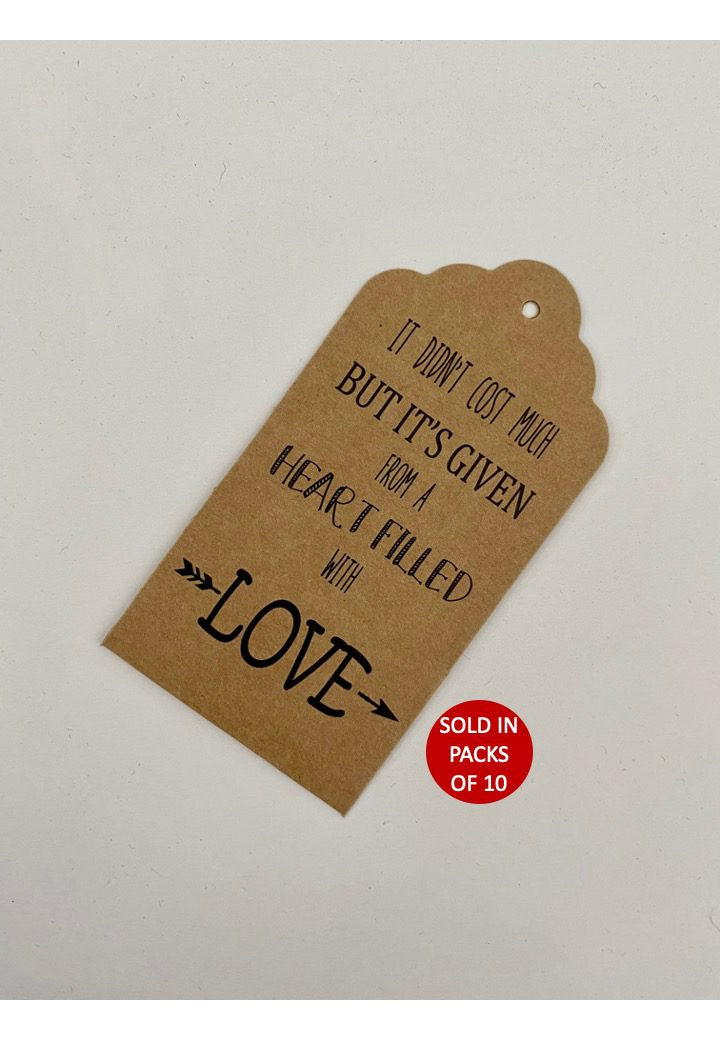 IT DIDN'T COST MUCH
BUT IT'S GIVEN
FROM A
HEART FILLED
WITH
LOVE
SOLD IN
PACKS
OF 10